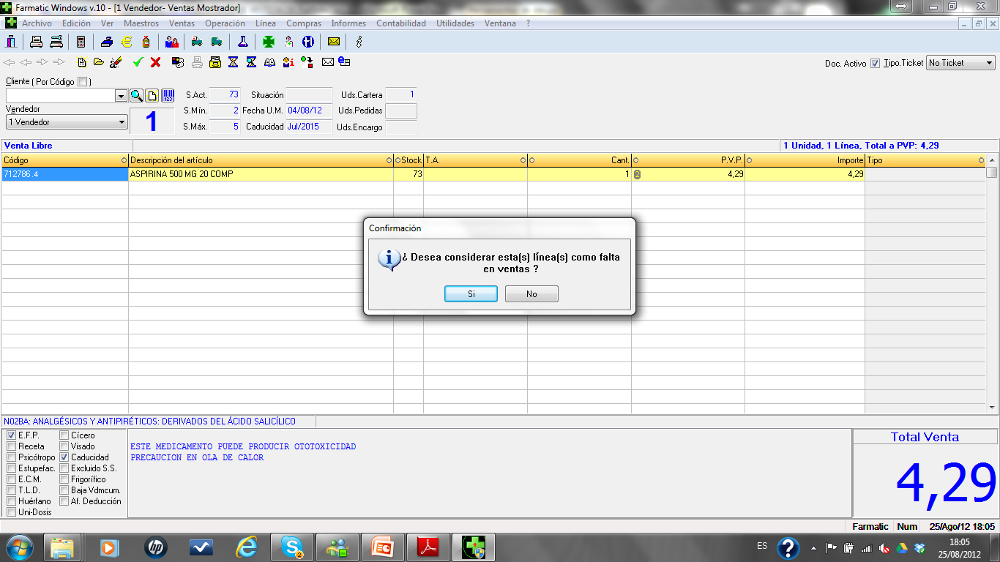 Farmatic Windows v.10 - [1 Vendedor- Ventas Mostrador]
Archivo Edición Ver Maestros Ventas Operación Línea Compras Informes Contabilidad Utilidades Ventana ?
Doc. Activo Tipo.Ticket No Ticket
Cliente ( Por Código )
S.Act. 73 Situación Uds.Cartera 1
Vendedor
S.Mín. 2 Fecha U.M. 04/08/12 Uds.Pedidas
1 Vendedor 1
S.Máx. 5 Caducidad Jul/2015 Uds.Encargo
Venta Libre 1 Unidad, 1 Línea, Total a PVP: 4,29
Código Descripción del artículo Stock T.A. Cant. P.V.P. Importe Tipo
712786.4 ASPIRINA 500 MG 20 COMP 73 1 2 4,29 4,29
Confirmación
¿ Desea considerar esta(s) línea(s) como falta
en ventas ?
Si No
N02BA: ANALGÉSICOS Y ANTIPIRÉTICOS: DERIVADOS DEL ÁCIDO SALICÍLICO
E.F.P. Cícero
Receta Visado
Psicótropo Caducidad
Estupefac. Excluido S.S.
E.C.M. Frigorífico
T.L.D. Baja Vdmcum.
Huérfano Af. Deducción
Uni-Dosis
ESTE MEDICAMENTO PUEDE PRODUCIR OTOTOXICIDAD
PRECAUCION EN OLA DE CALOR
Total Venta
4,29
Farmatic Num 25/Ago/12 18:05
ES
18:05
25/08/2012